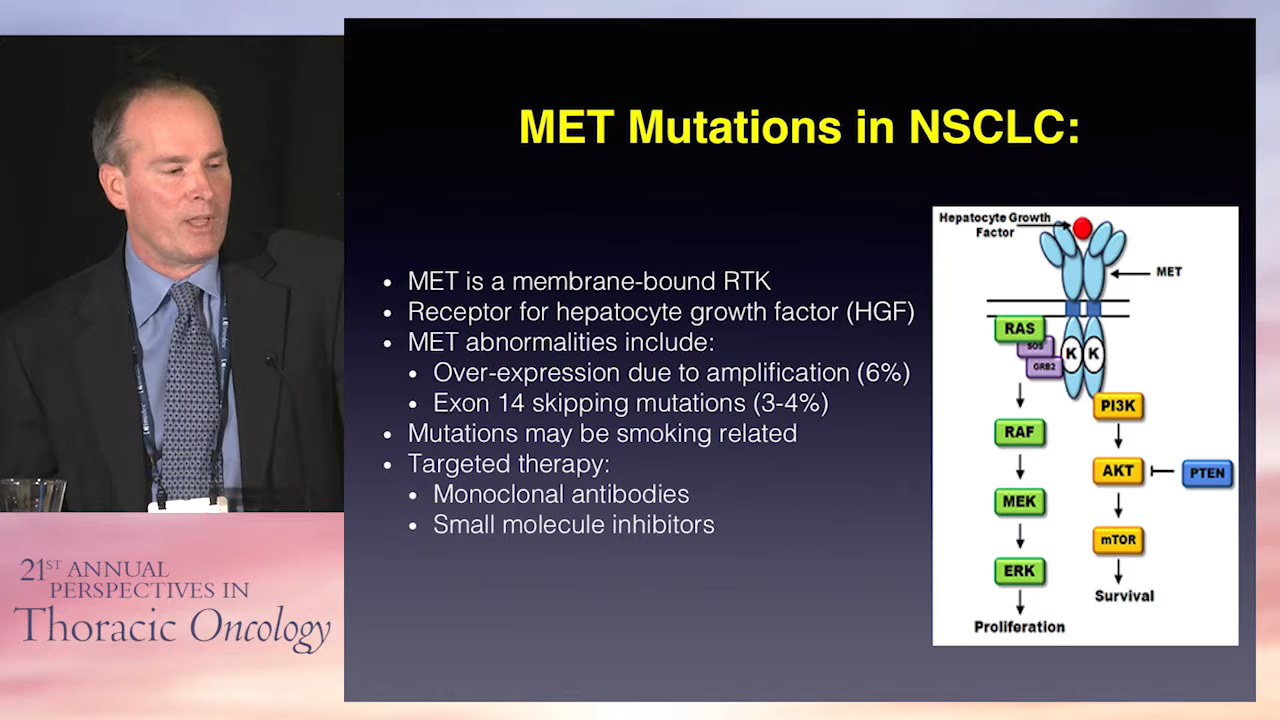 MET Mutations in NSCLC:
• MET is a membrane-bound RTK
• Receptor for hepatocyte growth factor (HGF)
• MET abnormalities include:
• Over-expression due to amplification (6%)
• Exon 14 skipping mutations (3-4%)
• Mutations may be smoking related
• Targeted therapy:
• Monoclonal antibodies
• Small molecule inhibitors
Hepatocyte Growth
Factor
MET
RAS
SOS
GRB2
K K
PI3K
RAF
AKT
PTEN
MEK
mTOR
ERK
Survival
Proliferation
21ST ANNUAL
PERSPECTIVES IN
Thoracic Oncology